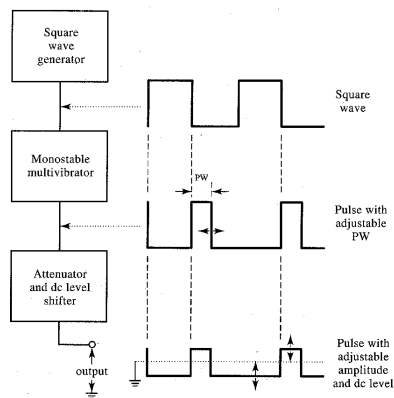 Square
wave
generator
Square
wave
Monostable
multivibrator
PW
Pulse with
adjustable
PW
Attenuator
and dc level
shifter
output
Pulse with
adjustable
amplitude
and dc level